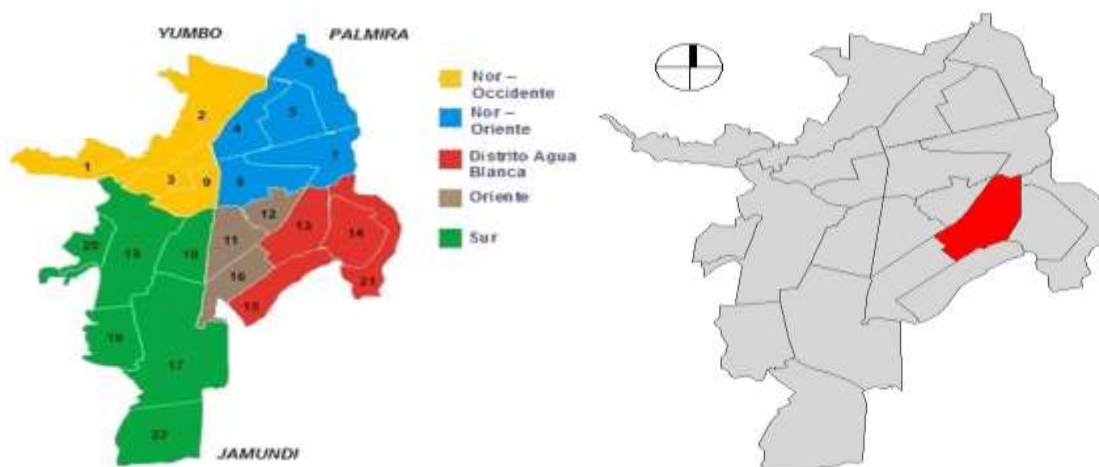 YUMBO
PALMIRA
6
2
5
4
7
1
3
9
8
12
13
14
11
20
19
10
16
21
15
18
17
22
JAMUNDI
Nor –
Occidente
Nor –
Oriente
Distrito Agua
Blanca
Oriente
Sur